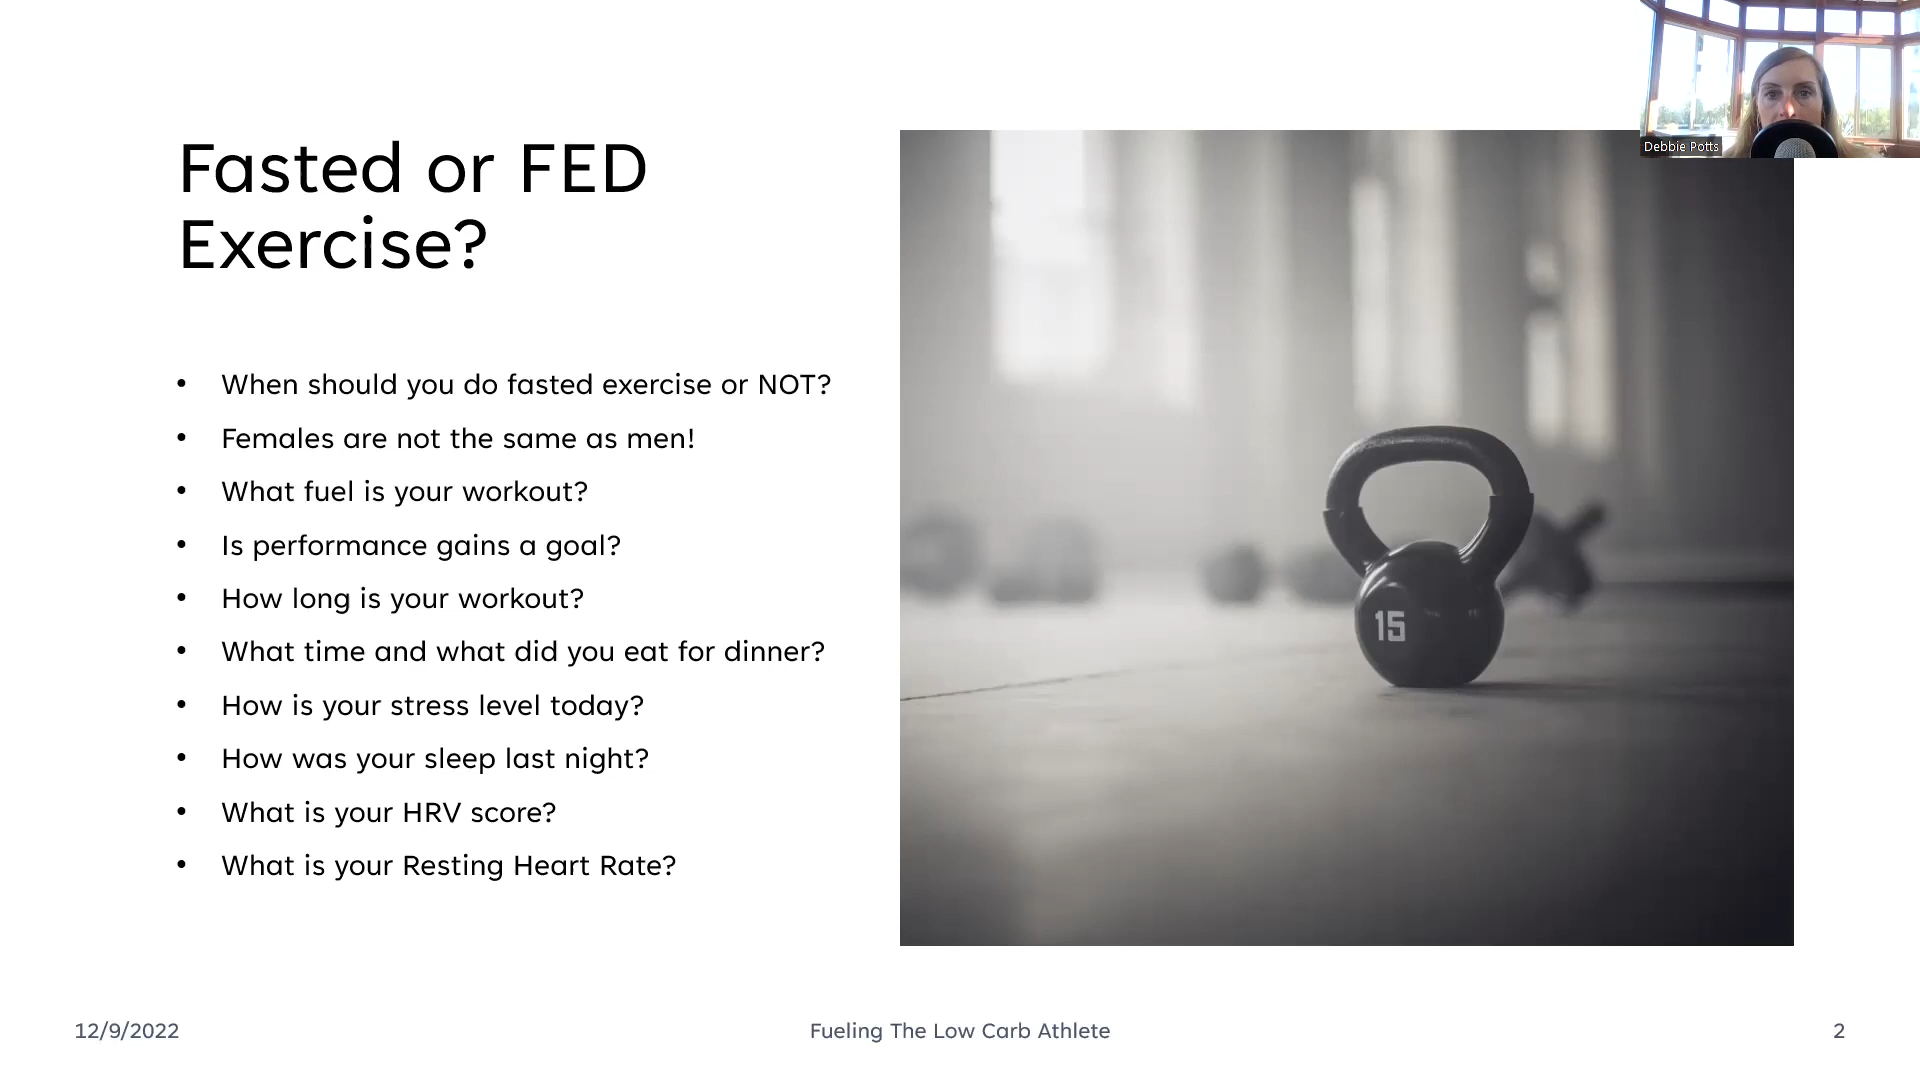 Debbie Potts
Fasted or FED
Exercise?
• When should you do fasted exercise or NOT?
• Females are not the same as men!
• What fuel is your workout?
• Is performance gains a goal?
• How long is your workout?
• What time and what did you eat for dinner?
• How is your stress level today?
• How was your sleep last night?
• What is your HRV score?
• What is your Resting Heart Rate?
15
12/9/2022
Fueling The Low Carb Athlete
2